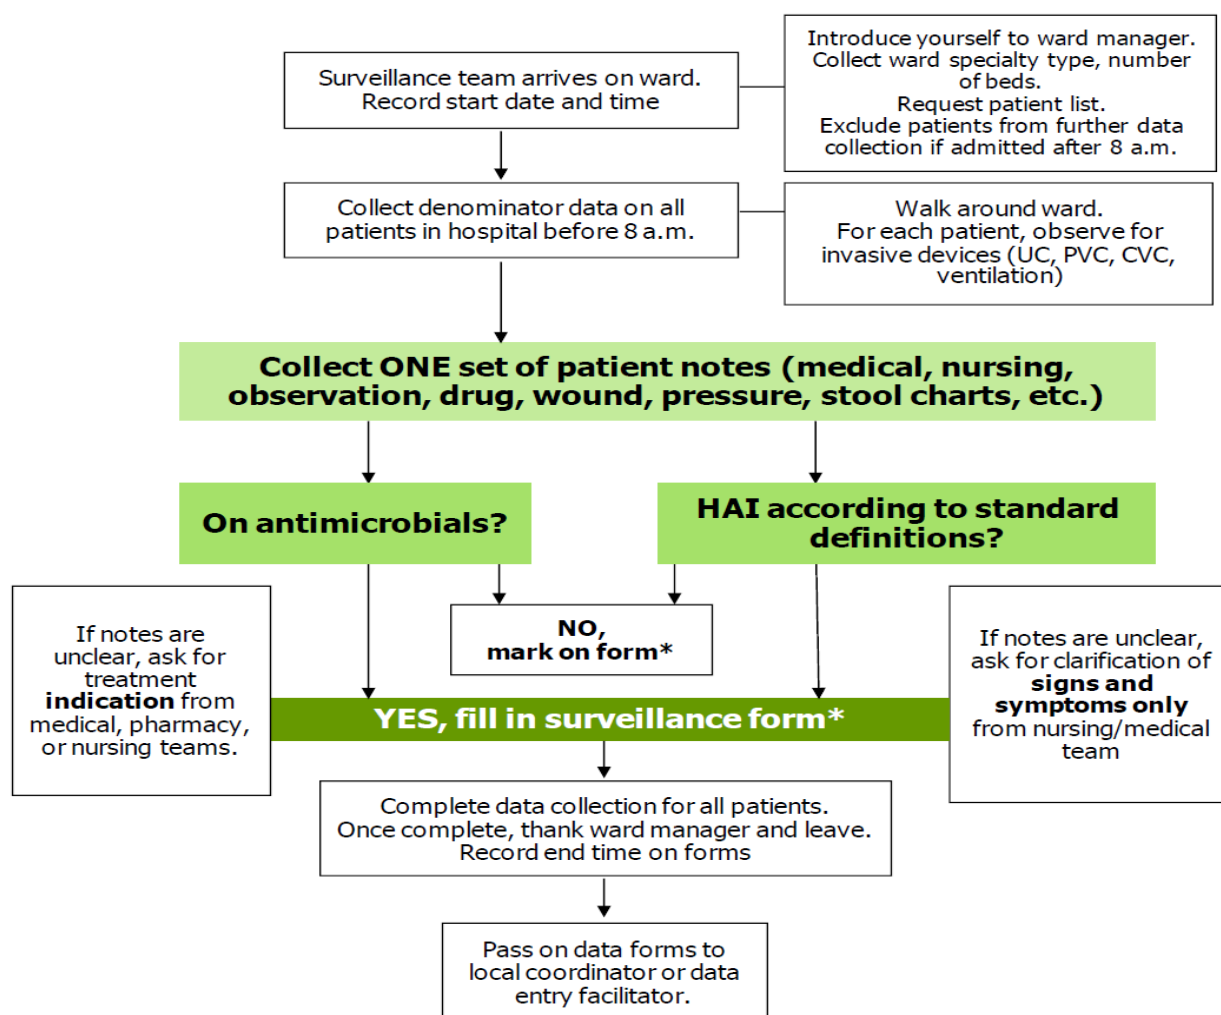 Surveillance team arrives on ward.
Record start date and time
Introduce yourself to ward manager.
Collect ward specialty type, number
of beds.
Request patient list.
Exclude patients from further data
collection if admitted after 8 a.m.
Collect denominator data on all
patients in hospital before 8 a.m.
Walk around ward.
For each patient, observe for
invasive devices (UC, PVC, CVC,
ventilation)
Collect ONE set of patient notes (medical, nursing,
observation, drug, wound, pressure, stool charts, etc.)
On antimicrobials?
HAI according to standard
definitions?
If notes are
unclear, ask for
treatment
indication from
medical, pharmacy,
or nursing teams.
NO,
mark on form*
If notes are unclear,
ask for clarification of
signs and
symptoms only
from nursing/medical
team
YES, fill in surveillance form*
Complete data collection for all patients.
Once complete, thank ward manager and leave.
Record end time on forms
Pass on data forms to
local coordinator or data
entry facilitator.